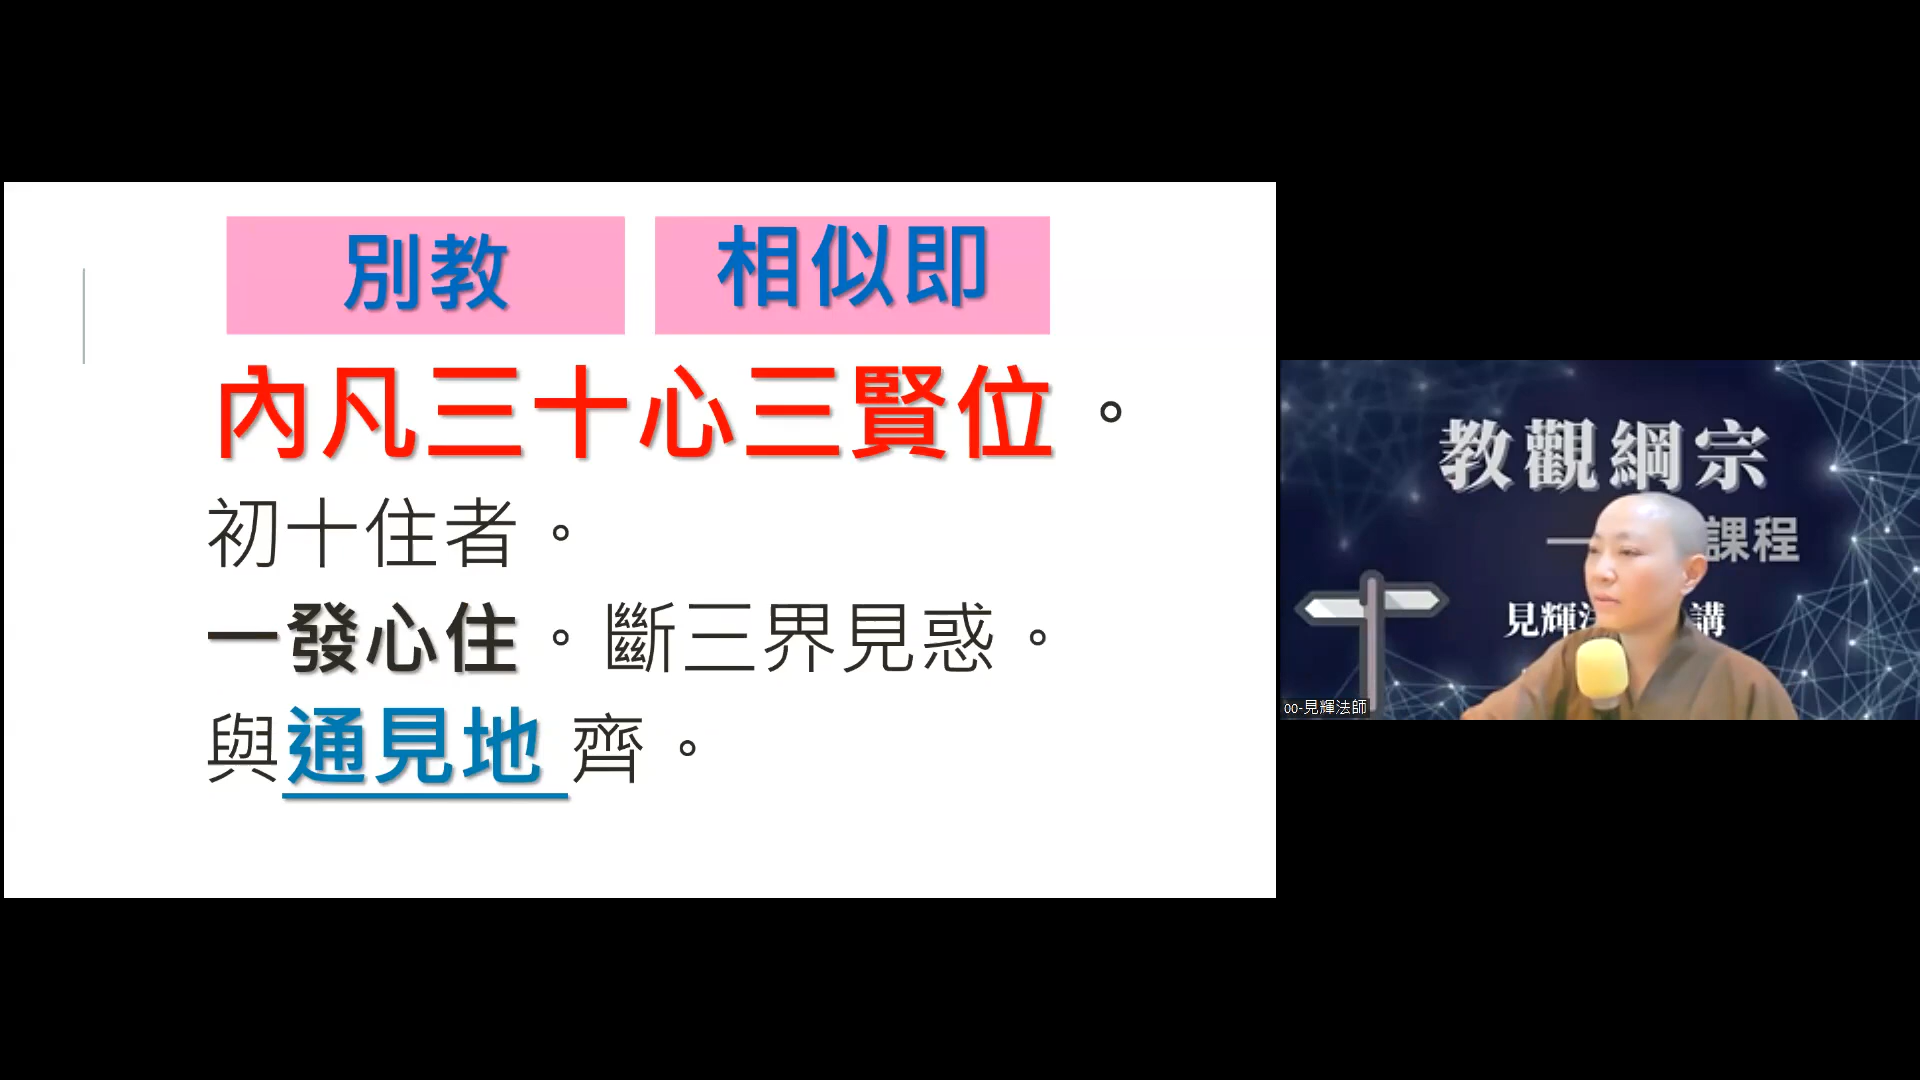 別教 相似即
內凡三十心三賢位。
初十住者。
一發心住。斷三界見惑。
與通見地 齊。
教觀綱宗
一 課程
見輝 講
oo-見輝法師